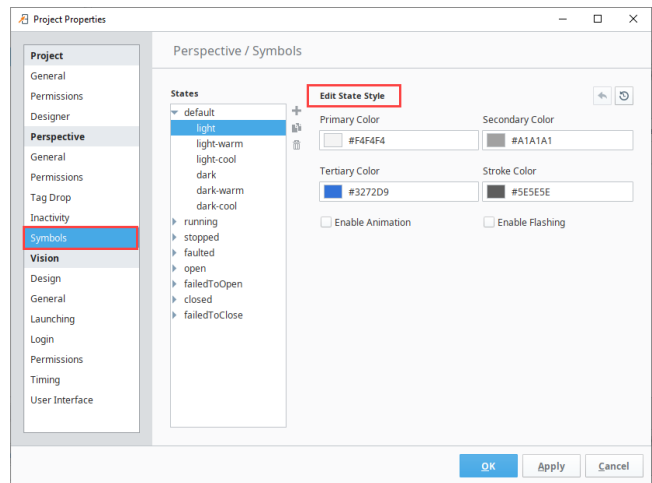 Project Properties
Project
General
Permissions
Designer
Perspective
General
Permissions
Tag Drop
Inactivity
Symbols
Vision
Design
General
Launching
Login
Permissions
Timing
User Interface
Perspective / Symbols
States
default
light
light-warm
light-cool
dark
dark-warm
dark-cool
running
stopped
faulted
open
failedToOpen
closed
failedToClose
Edit State Style
Primary Color Secondary Color
#F4F4F4 #A1A1A1
Tertiary Color Stroke Color
#3272D9 #5E5E5E
Enable Animation Enable Flashing
OK Apply Cancel